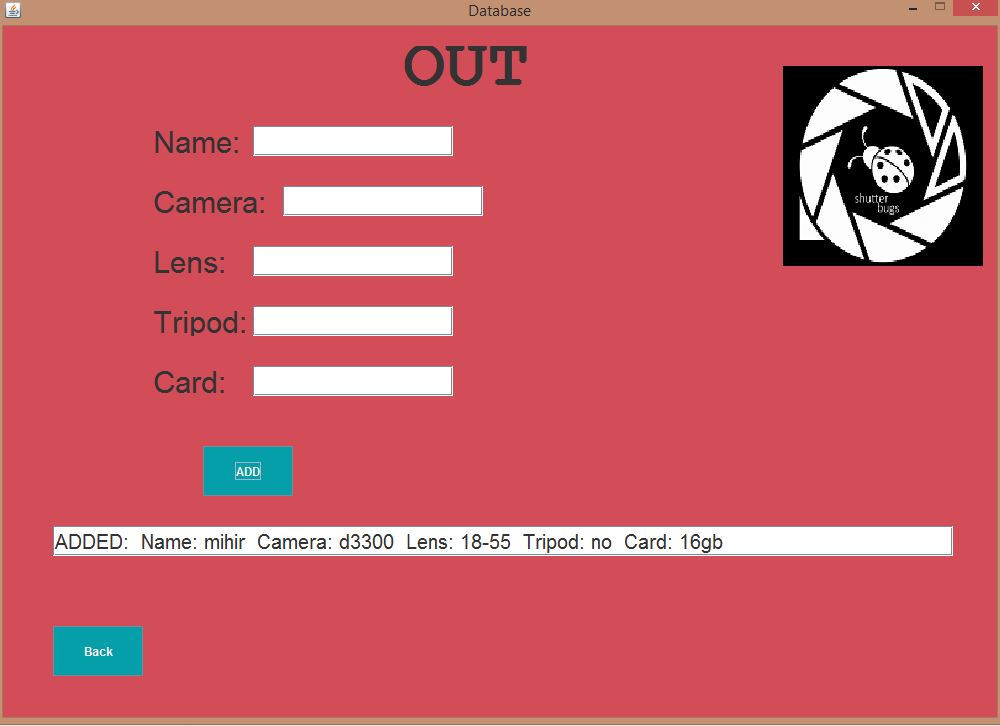 Database
OUT
Name:
Camera:
shutter
bugs
Lens:
Tripod:
Card:
ADD
ADDED: Name: mihir Camera: d3300 Lens: 18-55 Tripod: no Card: 16gb
Back